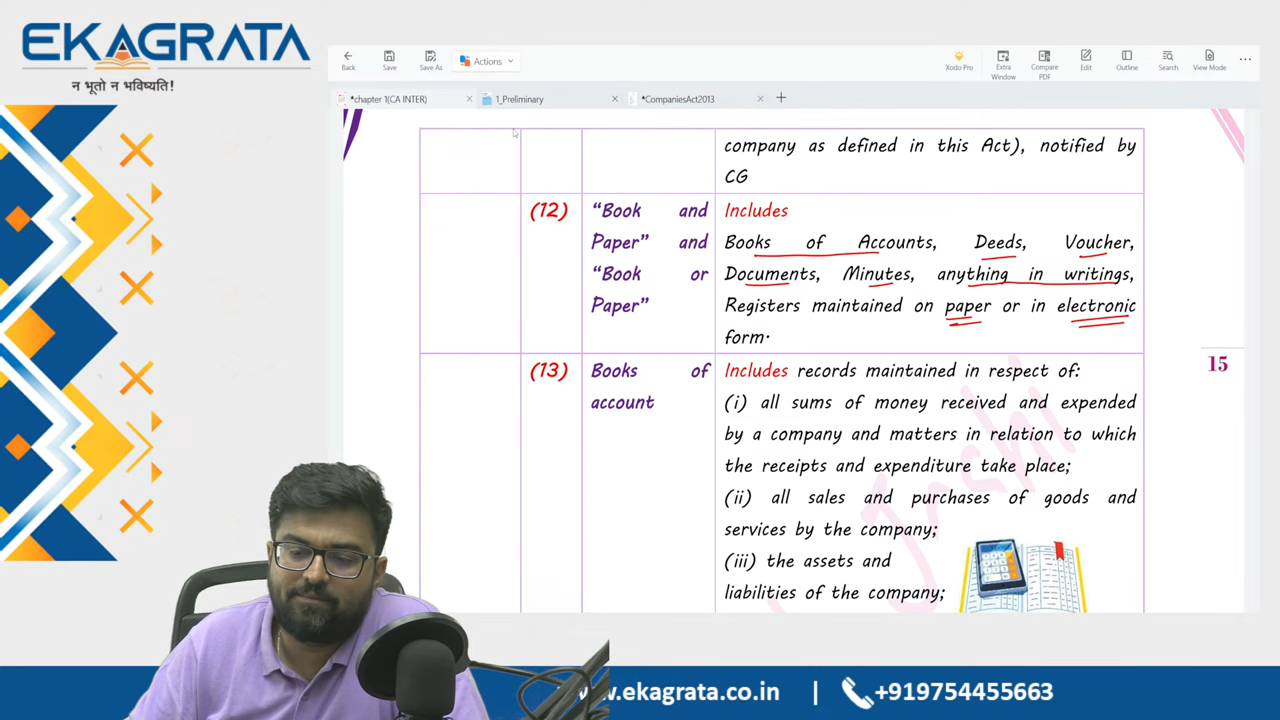 EKAGRATA
न भूतो न भविष्यति!
Back
Save
Save As
Actions
Xodo Pro
Extra Window
Compare PDF
Edit
Outline
Search
View Mode
*chapter 1(CA INTER)
1_Preliminary
*CompaniesAct2013
company as defined in this Act), notified by
CG
(12)
"Book and
Paper" and
"Book or
Paper"
Includes
Books of Accounts, Deeds, Voucher,
Documents, Minutes, anything in writings,
Registers maintained on paper or in electronic
form.
(13)
Books of
account
Includes records maintained in respect of:
(i) all sums of money received and expended
by a company and matters in relation to which
the receipts and expenditure take place;
(ii) all sales and purchases of goods and
services by the company;
(iii) the assets and
liabilities of the company;
15
.ekagrata.co.in | +919754455663